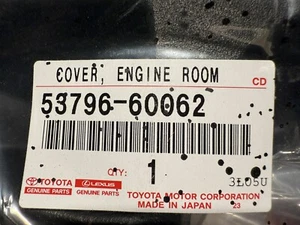 COVER, ENGINE ROOM
CD
53796-60062
QTY: 1
3L05U
TOYOTA LEXUS
GENUINE PARTS GENUINE PARTS
TOYOTA MOTOR CORPORATION
MADE IN JAPAN 23